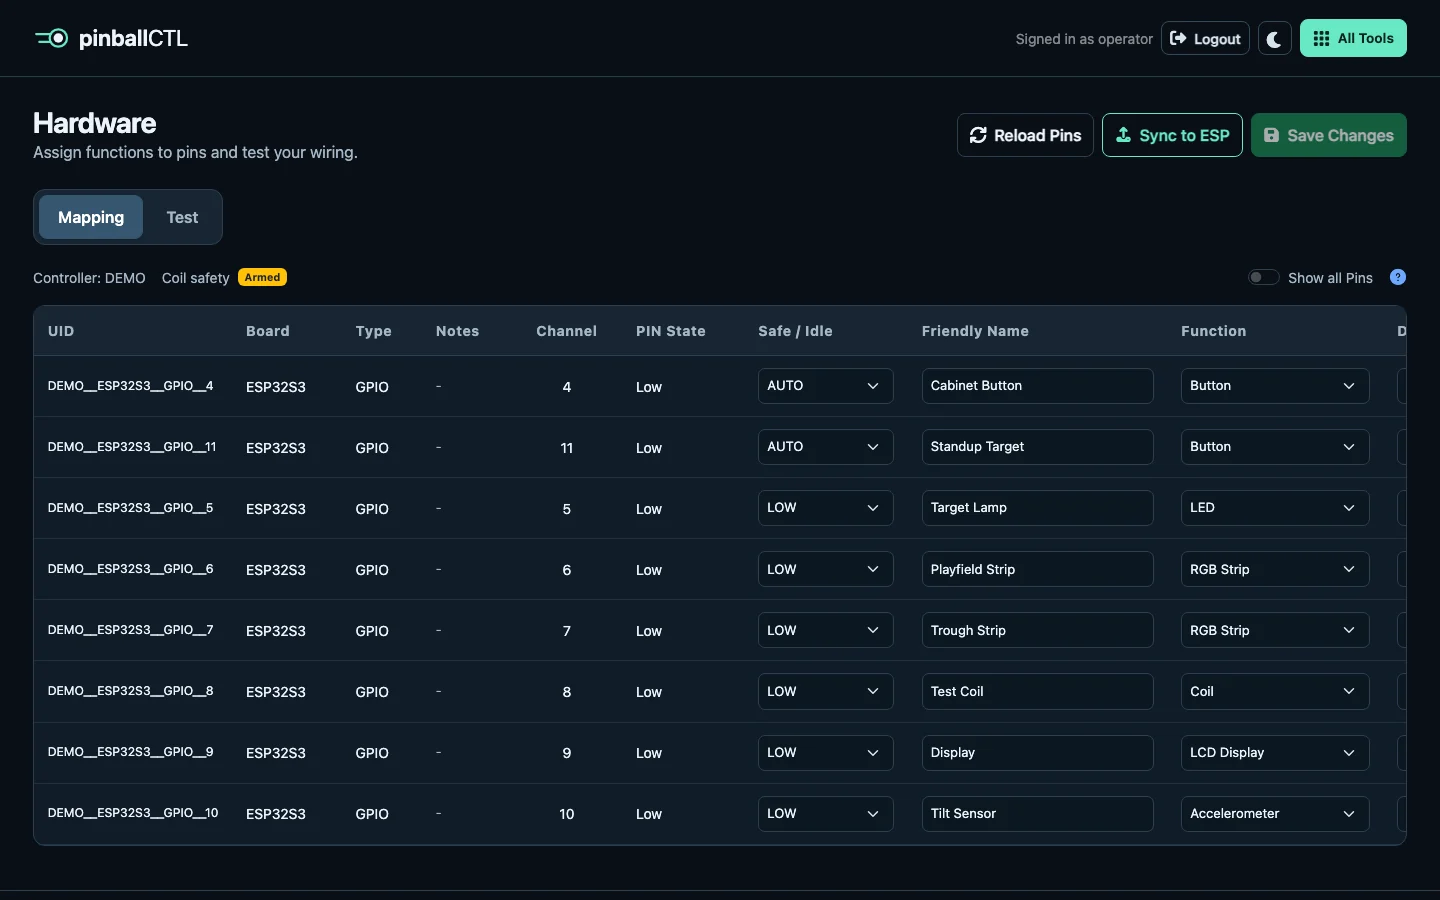 pinballCTL
Signed in as operator
Logout
All Tools
Hardware
Assign functions to pins and test your wiring.
Reload Pins
Sync to ESP
Save Changes
Mapping
Test
Controller: DEMO
Coil safety
Armed
Show all Pins
?
UID Board Type Notes Channel PIN State Safe / Idle Friendly Name Function D
DEMO__ESP32S3__GPIO__4 ESP32S3 GPIO - 4 Low AUTO Cabinet Button Button
DEMO__ESP32S3__GPIO__11 ESP32S3 GPIO - 11 Low AUTO Standup Target Button
DEMO__ESP32S3__GPIO__5 ESP32S3 GPIO - 5 Low LOW Target Lamp LED
DEMO__ESP32S3__GPIO__6 ESP32S3 GPIO - 6 Low LOW Playfield Strip RGB Strip
DEMO__ESP32S3__GPIO__7 ESP32S3 GPIO - 7 Low LOW Trough Strip RGB Strip
DEMO__ESP32S3__GPIO__8 ESP32S3 GPIO - 8 Low LOW Test Coil Coil
DEMO__ESP32S3__GPIO__9 ESP32S3 GPIO - 9 Low LOW Display LCD Display
DEMO__ESP32S3__GPIO__10 ESP32S3 GPIO - 10 Low LOW Tilt Sensor Accelerometer